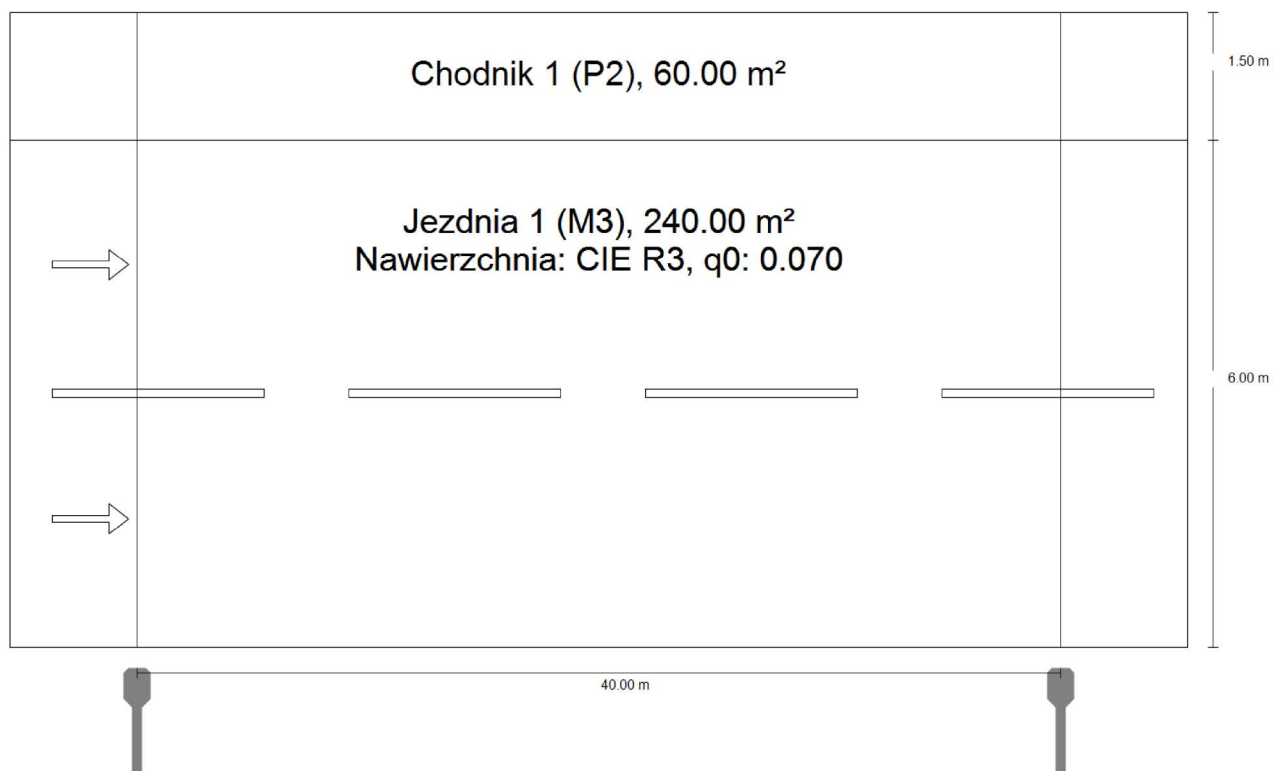 Chodnik 1 (P2), 60.00 m²
1.50 m
Jezdnia 1 (M3), 240.00 m²
Nawierzchnia: CIE R3, q0: 0.070
6.00 m
40.00 m